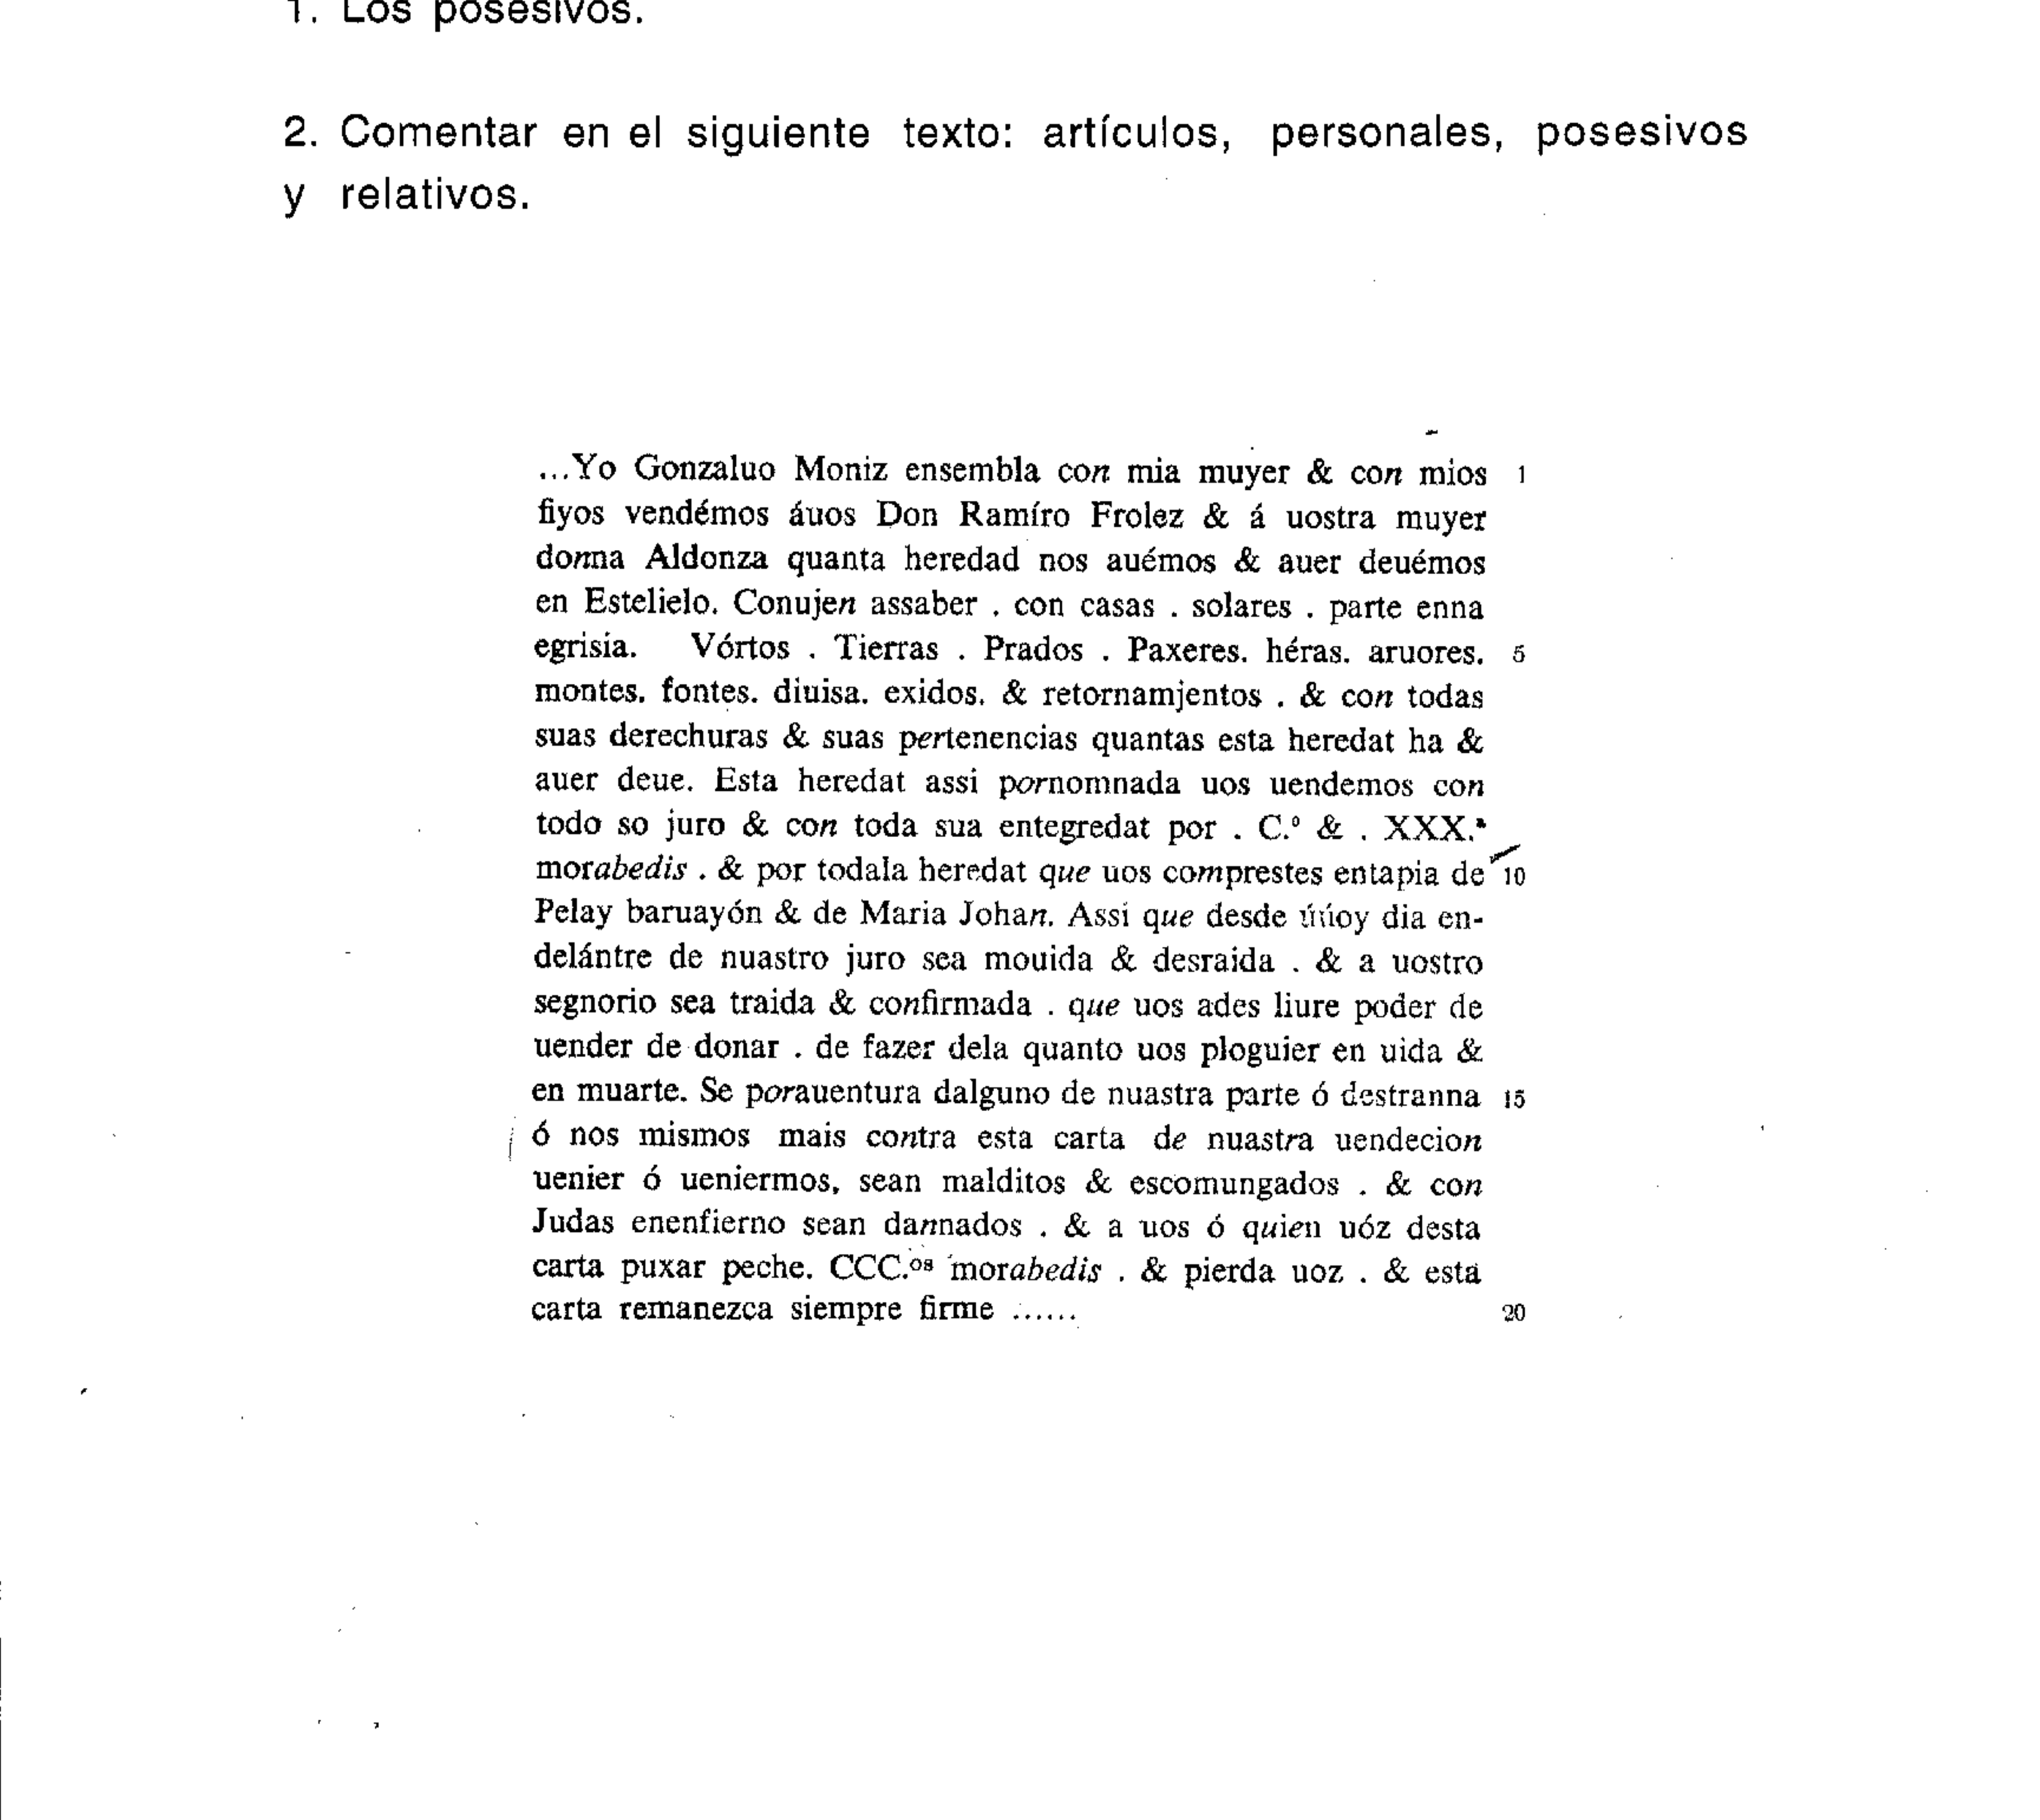 1. Los posesivos.
2. Comentar en el siguiente texto: artículos, personales, posesivos
y relativos.
...Yo Gonzaluo Moniz ensembla con mia muyer & con mios 1
fiyos vendémos áuos Don Ramíro Frolez & á uostra muyer
donna Aldonza quanta heredad nos auémos & auer deuémos
en Estelielo. Conujen assaber . con casas . solares . parte enna
egrisia. Vórtos . Tierras . Prados . Paxeres. héras. aruores. 5
montes. fontes. diuisa. exidos. & retornamjentos . & con todas
suas derechuras & suas pertenencias quantas esta heredat ha &
auer deue. Esta heredat assi pornomnada uos uendemos con
todo so juro & con toda sua entegredat por . C.º & . XXX.ª
morabedis . & por todala heredat que uos comprestes entapia de 10
Pelay baruayón & de Maria Johan. Assi que desde úúoy dia en-
delántre de nuastro juro sea mouida & desraida . & a uostro
segnorio sea traida & confirmada . que uos ades liure poder de
uender de donar . de fazer dela quanto uos ploguier en uida &
en muarte. Se porauentura dalguno de nuastra parte ó destranna 15
ó nos mismos mais contra esta carta de nuastra uendecion
uenier ó ueniermos, sean malditos & escomungados . & con
Judas enenfierno sean dannados . & a uos ó quien uóz desta
carta puxar peche. CCC.os morabedis . & pierda uoz . & esta
carta remanezca siempre firme ...... 20